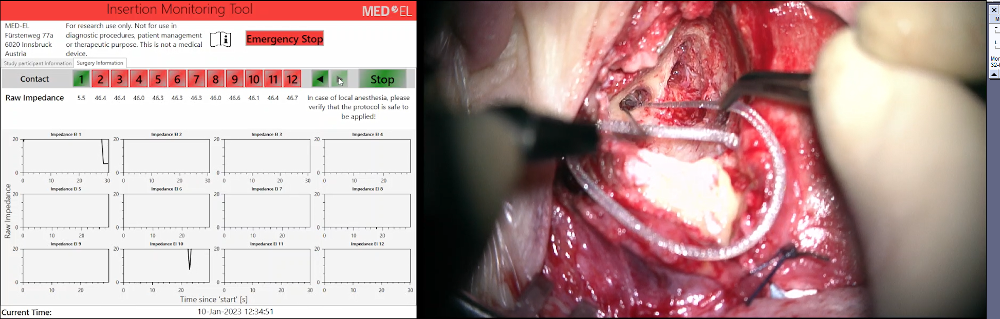 Insertion Monitoring Tool
MED EL
MED-EL
Fürstenweg 77a
6020 Innsbruck
Austria
For research use only. Not for use in
diagnostic procedures, patient management
or therapeutic purpose. This is not a medical
device.
i
Emergency Stop
Study participant Information
Surgery Information
Contact 1 2 3 4 5 6 7 8 9 10 11 12 Stop
Raw Impedance 5.5 46.4 46.4 46.0 46.3 46.3 46.3 46.0 46.6 46.1 46.4 46.7
In case of local anesthesia, please
verify that the protocol is safe to
be applied!
Impedance El 1 Impedance El 2 Impedance El 3 Impedance El 4
20 20 20 20
0 0 0 0
0 10 20 30 0 10 20 30 0 10 20 30 0 10 20
Impedance El 5 Impedance El 6 Impedance El 7 Impedance El 8
20 20 20 20
0 0 0 0
0 10 20 0 10 20 30 0 10 20 30 0 10 20 30
Impedance El 9 Impedance El 10 Impedance El 11 Impedance El 12
20 20 20 20
0 0 0 0
0 10 20 0 10 20 0 10 20 30 0 10 20 30
Raw Impedance
Time since 'start' [s]
Current Time: 10-Jan-2023 12:34:51
L